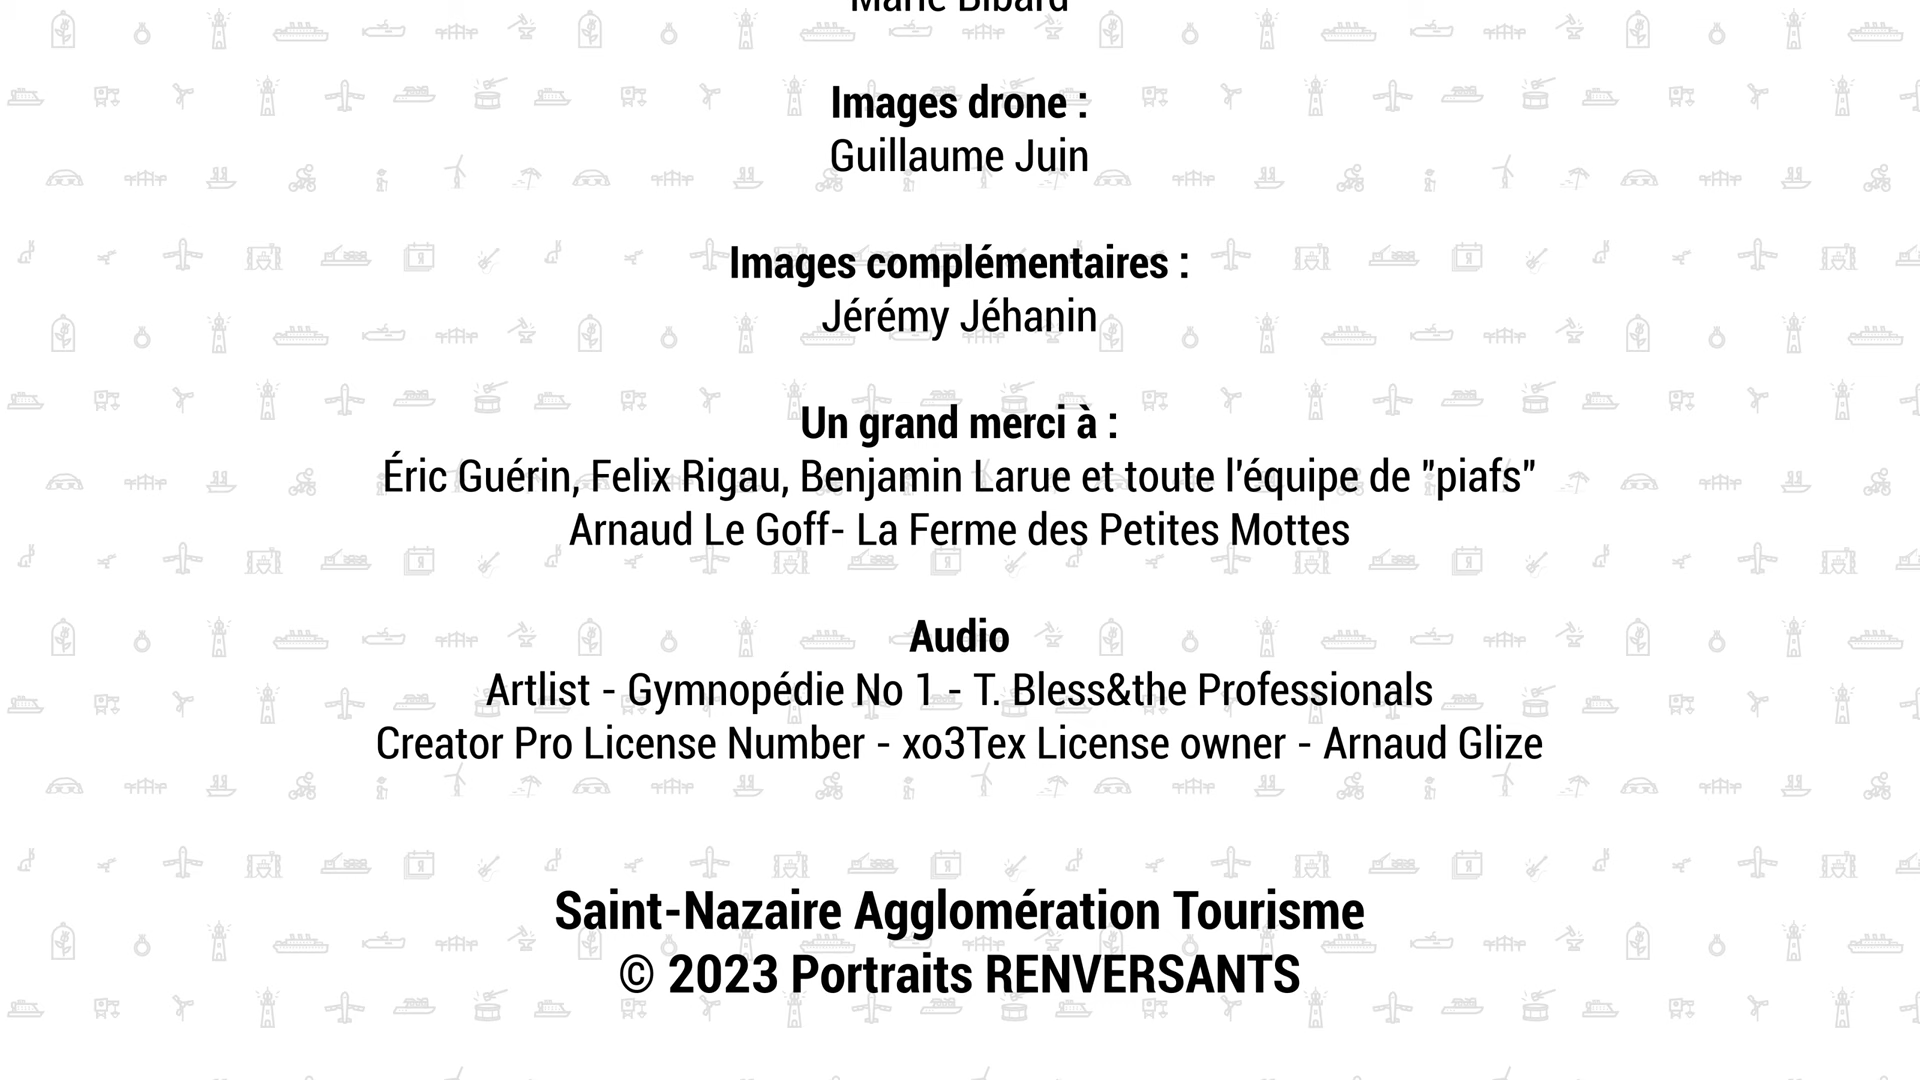 Marie Bibard
Images drone :
Guillaume Juin
Images complémentaires :
Jérémy Jéhanin
Un grand merci à :
Éric Guérin, Felix Rigau, Benjamin Larue et toute l'équipe de "piafs"
Arnaud Le Goff- La Ferme des Petites Mottes
Audio
Artlist - Gymnopédie No 1 - T. Bless&the Professionals
Creator Pro License Number - xo3Tex License owner - Arnaud Glize
Saint-Nazaire Agglomération Tourisme
© 2023 Portraits RENVERSANTS